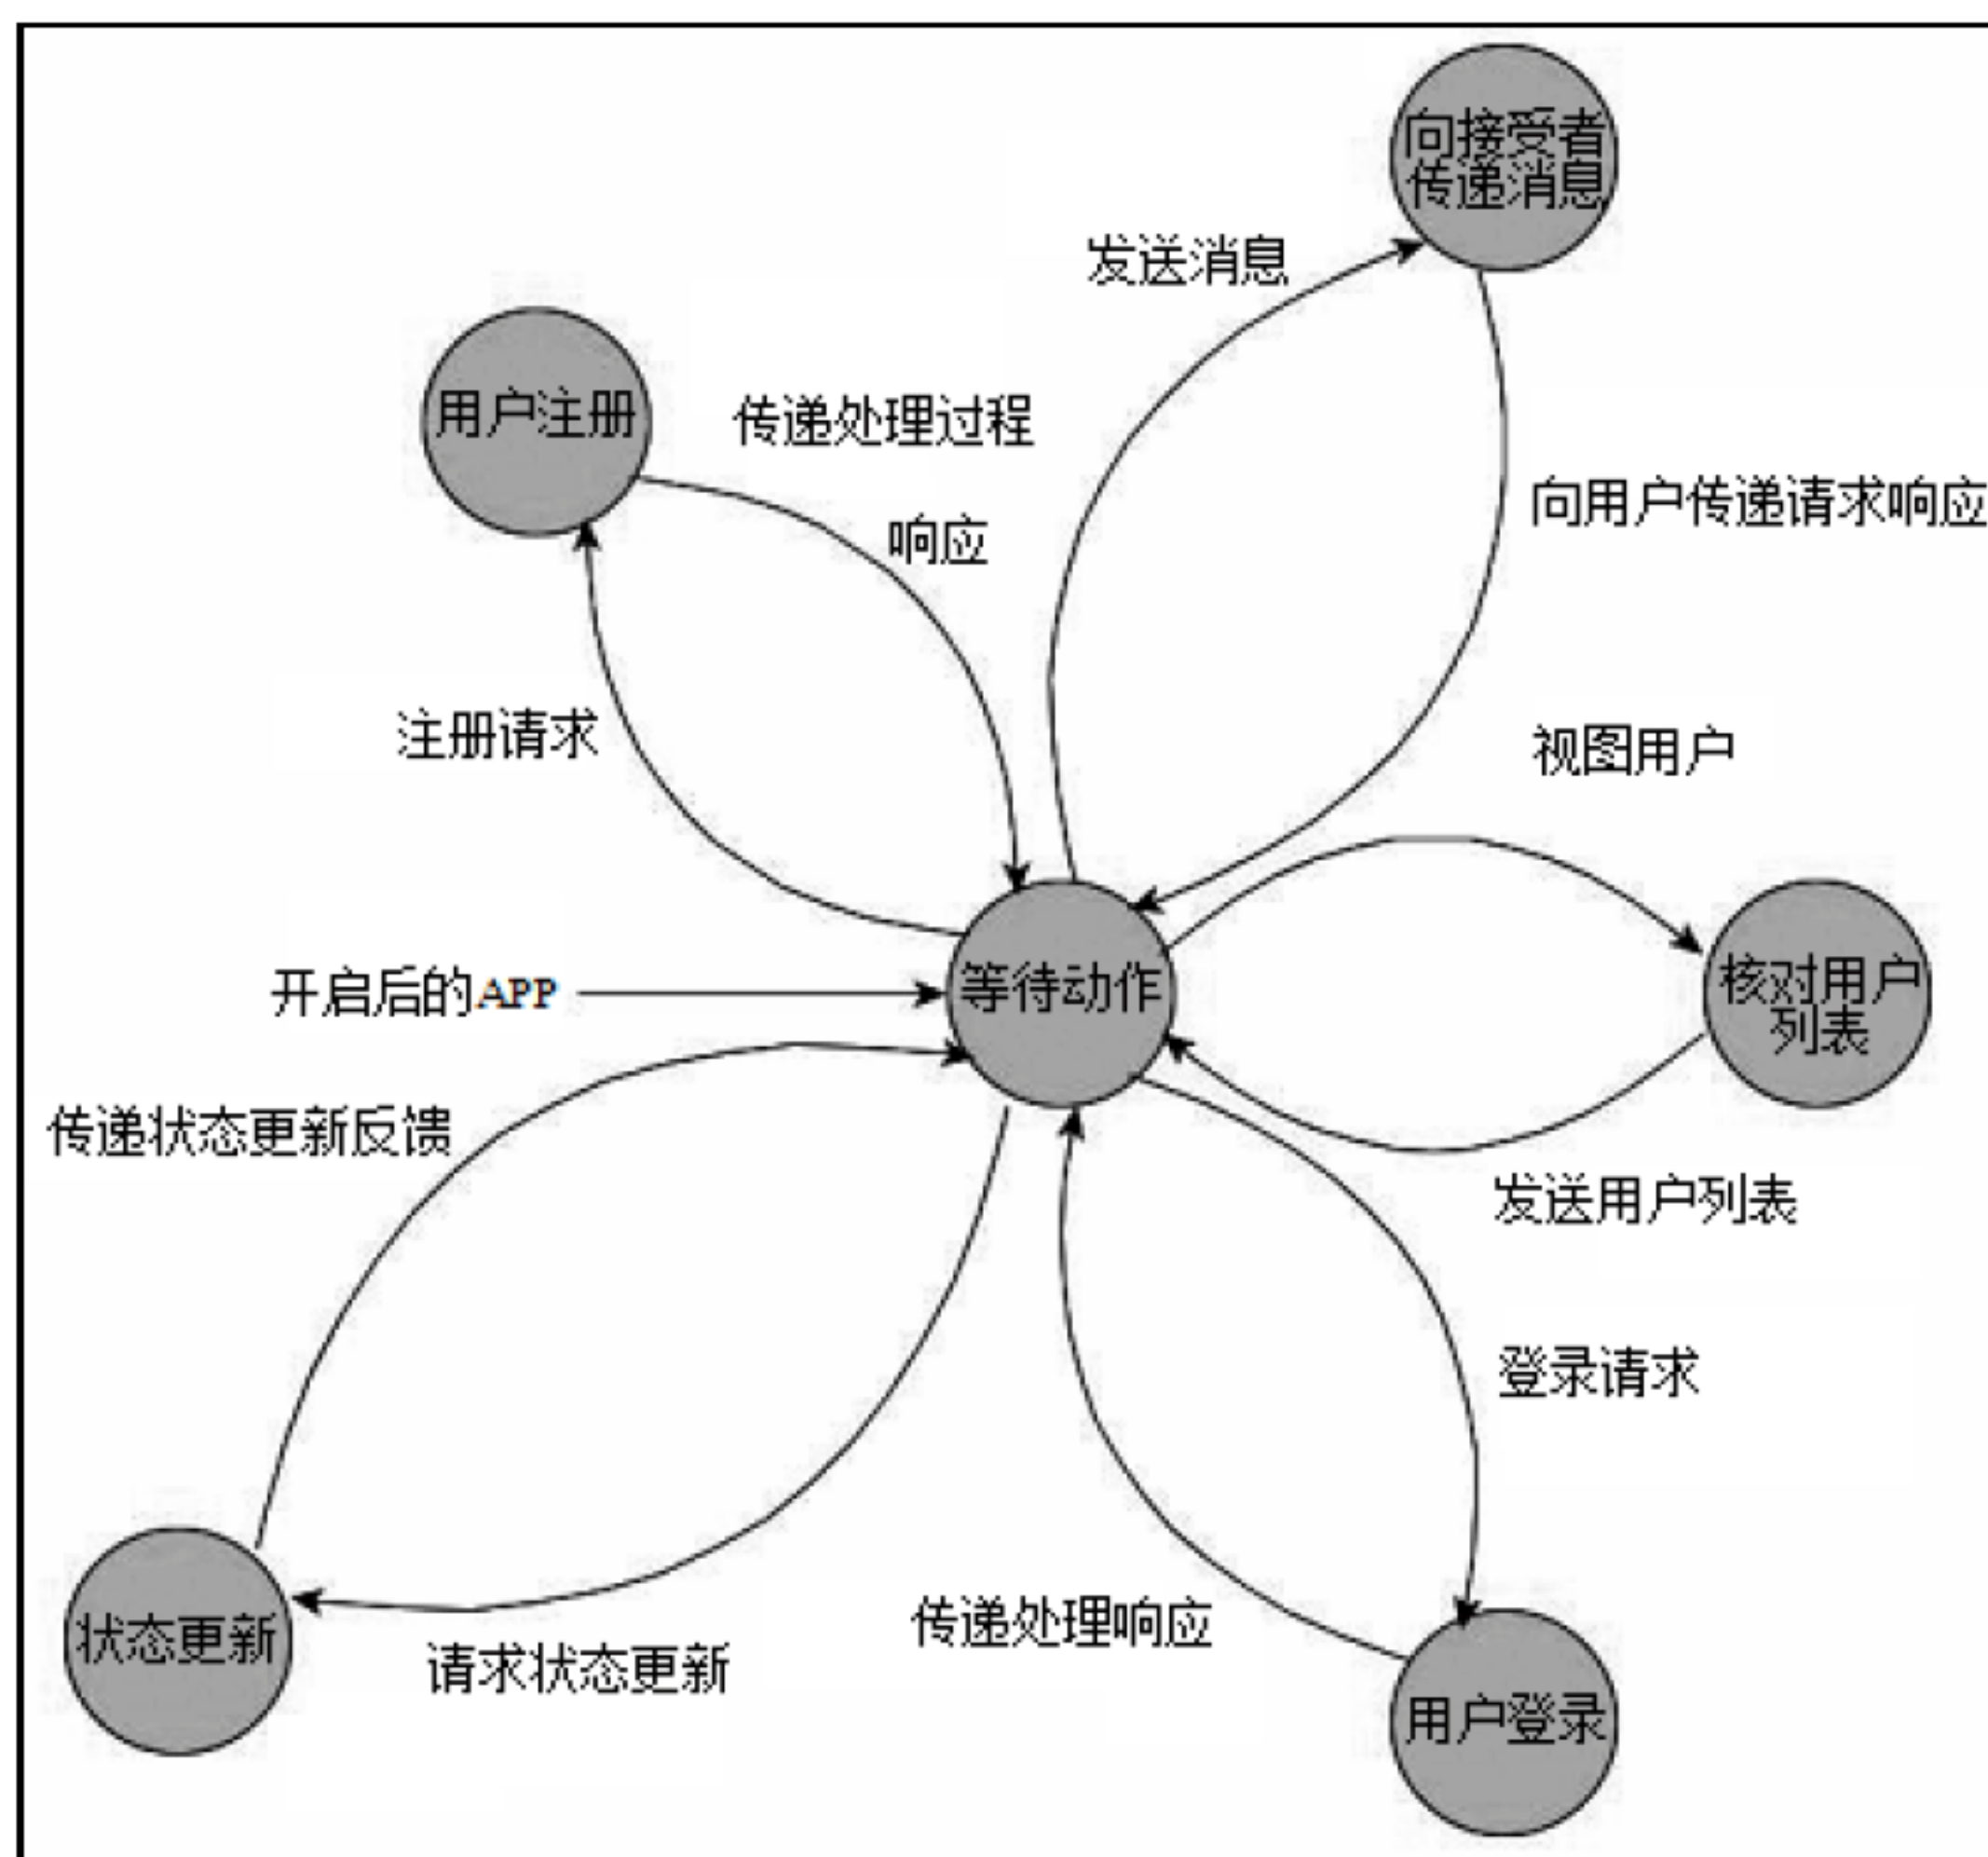 向接受者
传递消息
发送消息
用户注册
传递处理过程
向用户传递请求响应
响应
注册请求
视图用户
开启后的APP
等待动作
核对用户
列表
传递状态更新反馈
发送用户列表
登录请求
传递处理响应
状态更新
请求状态更新
用户登录